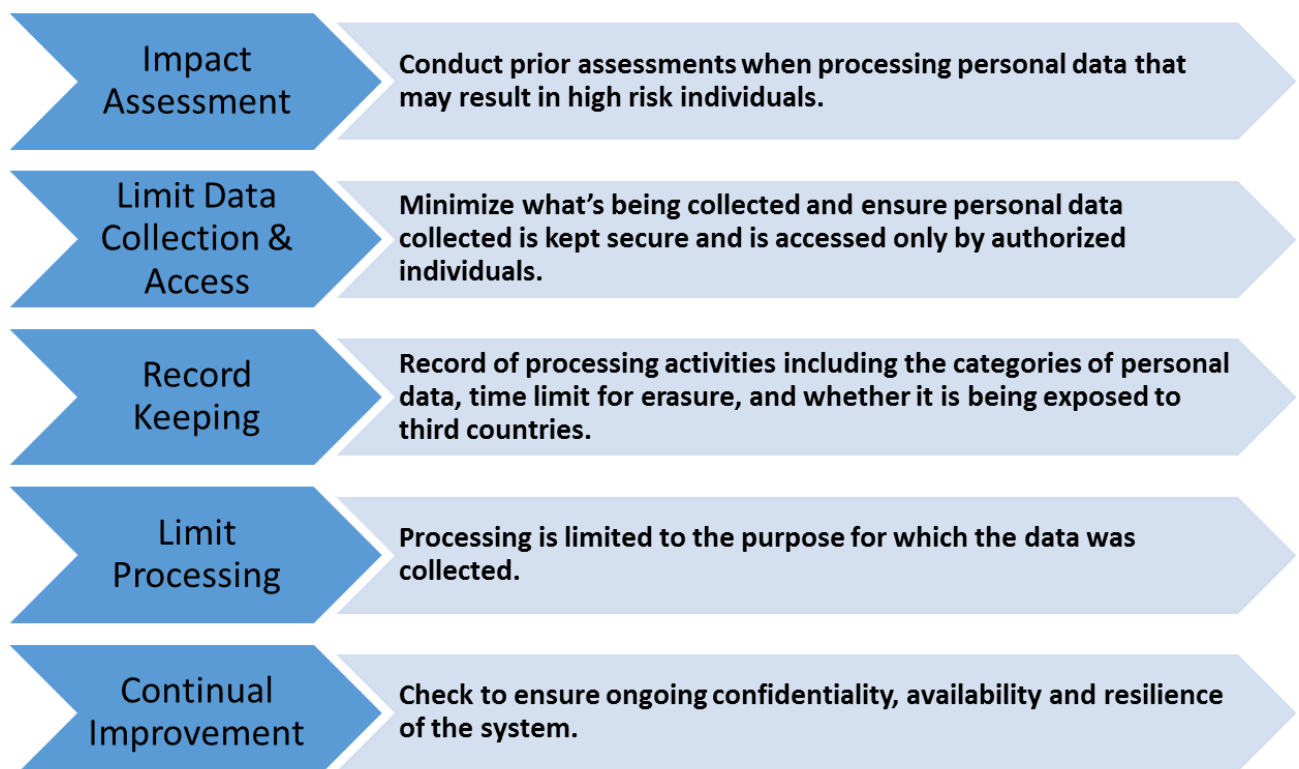 Impact
Assessment
Conduct prior assessments when processing personal data that
may result in high risk individuals.
Limit Data
Collection &
Access
Minimize what’s being collected and ensure personal data
collected is kept secure and is accessed only by authorized
individuals.
Record
Keeping
Record of processing activities including the categories of personal
data, time limit for erasure, and whether it is being exposed to
third countries.
Limit
Processing
Processing is limited to the purpose for which the data was
collected.
Continual
Improvement
Check to ensure ongoing confidentiality, availability and resilience
of the system.